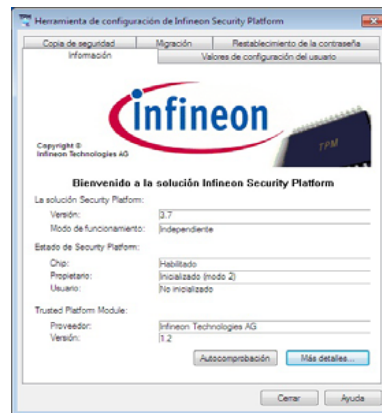 Herramienta de configuración de Infineon Security Platform
Copia de seguridad Migración Restablecimiento de la contraseña
Información Valores de configuración del usuario
infineon
TPM
Copyright ©
Infineon Technologies AG
Bienvenido a la solución Infineon Security Platform
La solución Security Platform:
Versión: 3.7
Modo de funcionamiento: Independiente
Estado de Security Platform:
Chip: Habilitado
Propietario: Inicializado (modo 2)
Usuario: No inicializado
Trusted Platform Module:
Proveedor: Infineon Technologies AG
Versión: 1.2
Autocomprobación Más detalles...
Cerrar Ayuda